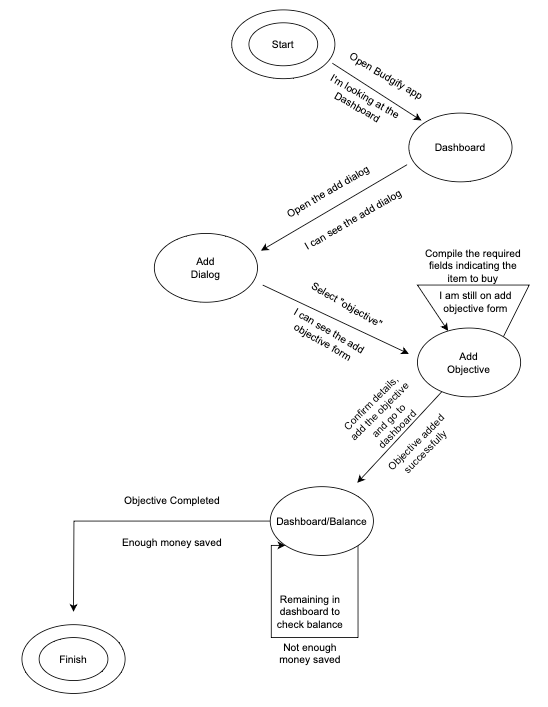 Start
Open Budgify app
I'm looking at the
Dashboard
Dashboard
Open the add dialog
I can see the add dialog
Add
Dialog
Select "objective"
I can see the add
objective form
Compile the required
fields indicating the
item to buy
I am still on add
objective form
Add
Objective
Confirm details,
add the objective
and go to
dashboard
Objective added
successfully
Dashboard/Balance
Objective Completed
Enough money saved
Remaining in
dashboard to
check balance
Not enough
money saved
Finish